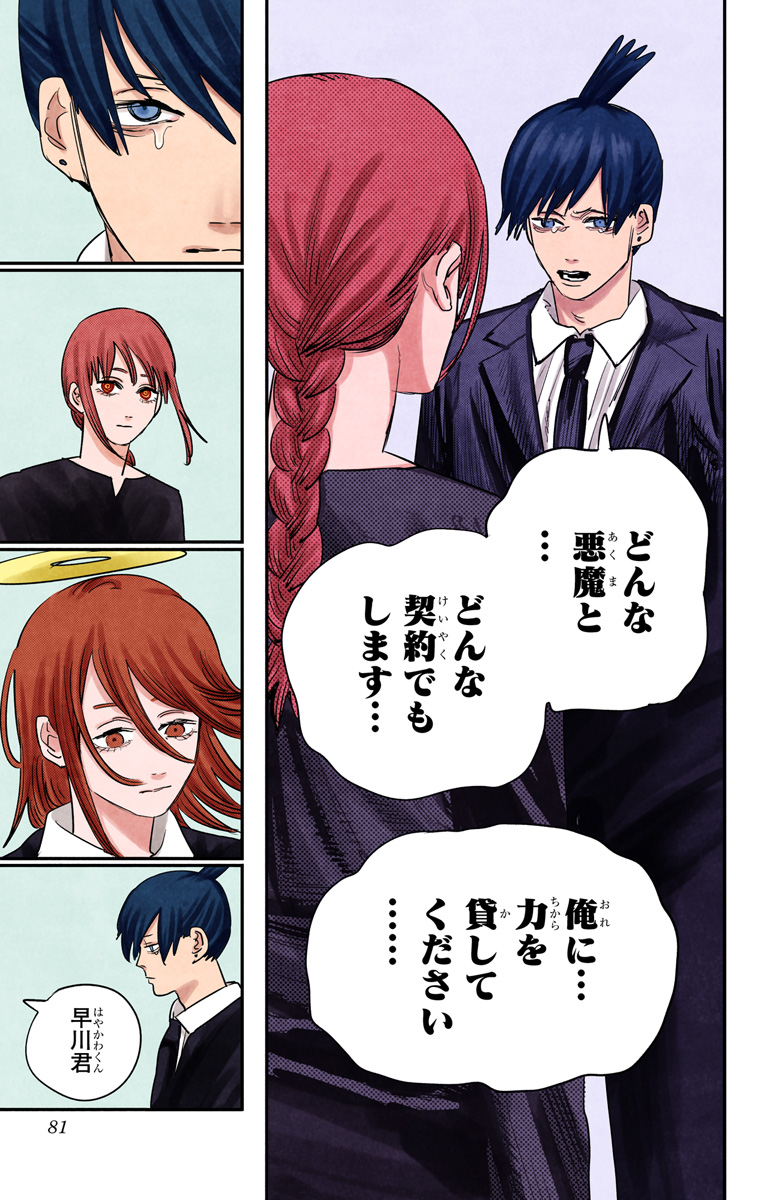 どんな
悪魔と
…
どんな
契約でも
します…
俺に…
力を
貸して
ください
……
早川君
81